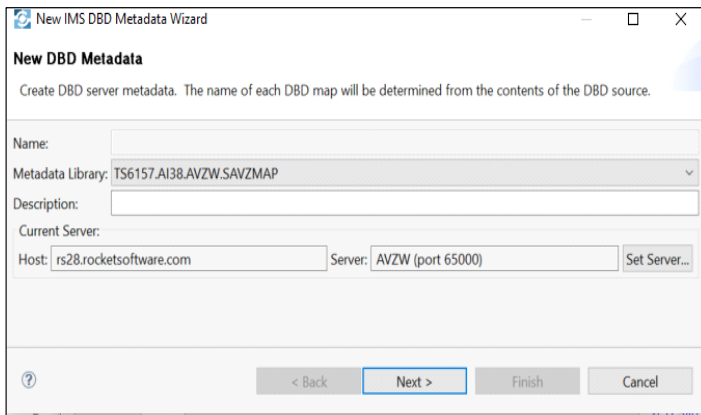 New IMS DBD Metadata Wizard
New DBD Metadata
Create DBD server metadata. The name of each DBD map will be determined from the contents of the DBD source.
Name:
Metadata Library: TS6157.AI38.AVZW.SAVZMAP
Description:
Current Server:
Host: rs28.rocketsoftware.com Server: AVZW (port 65000) Set Server...
< Back Next > Finish Cancel